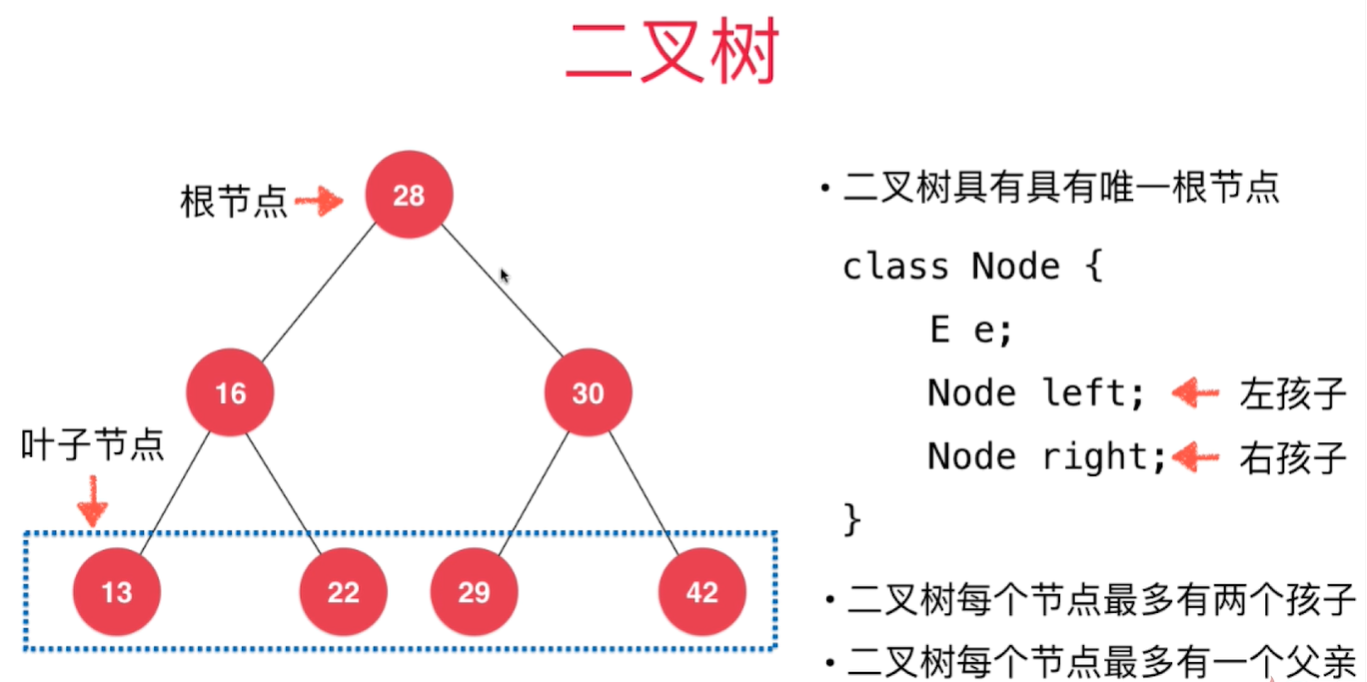 二叉树
根节点
28
16
30
叶子节点
13
22
29
42
• 二叉树具有具有唯一根节点
class Node {
    E e;
    Node left; 左孩子
    Node right; 右孩子
}
• 二叉树每个节点最多有两个孩子
• 二叉树每个节点最多有一个父亲